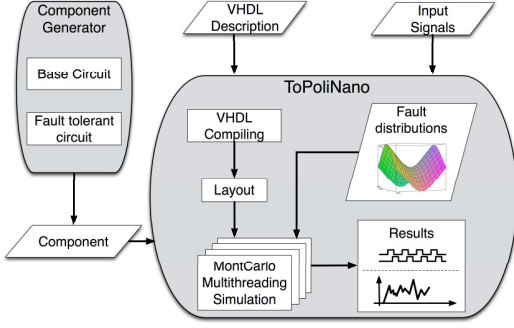 Component
Generator
Base Circuit
Fault tolerant
circuit
Component
VHDL
Description
Input
Signals
ToPoliNano
VHDL
Compiling
Layout
MontCarlo
Multithreading
Simulation
Fault
distributions
Results